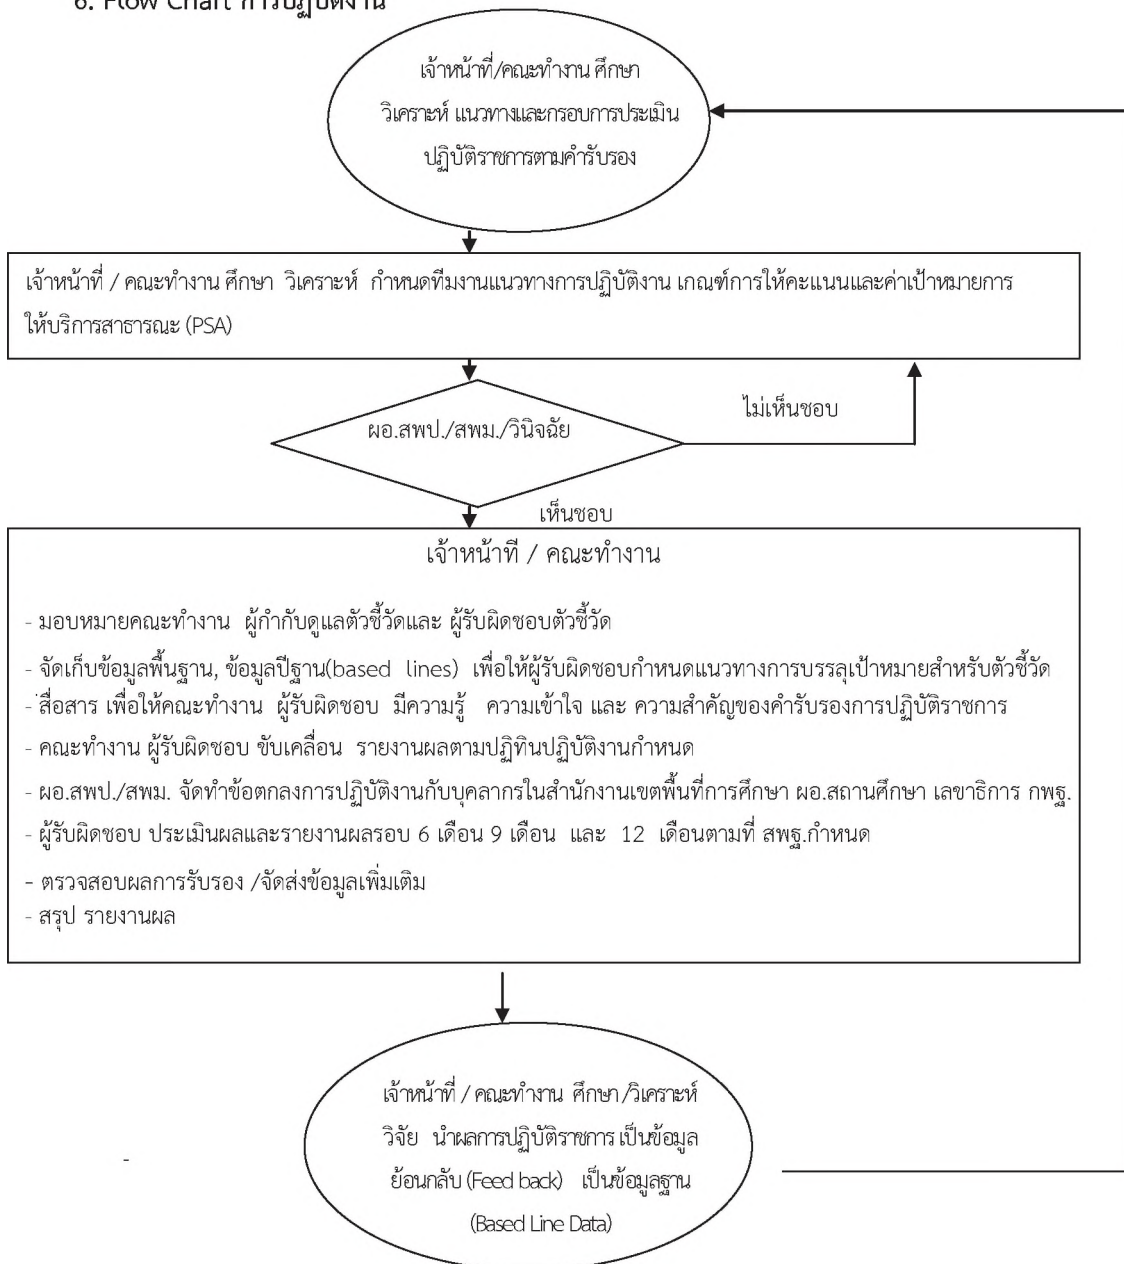 6. Flow Chart การปฏิบัติงาน
เจ้าหน้าที่/คณะทำงาน ศึกษา
วิเคราะห์ แนวทางและกรอบการประเมิน
ปฏิบัติราชการตามคำรับรอง
เจ้าหน้าที่ / คณะทำงาน ศึกษา วิเคราะห์ กำหนดทีมงานแนวทางการปฏิบัติงาน เกณฑ์การให้คะแนนและค่าเป้าหมายการ
ให้บริการสาธารณะ (PSA)
ผอ.สพป./สพม./วินิจฉัย
ไม่เห็นชอบ
เห็นชอบ
เจ้าหน้าที / คณะทำงาน
- มอบหมายคณะทำงาน ผู้กำกับดูแลตัวชี้วัดและ ผู้รับผิดชอบตัวชี้วัด
- จัดเก็บข้อมูลพื้นฐาน, ข้อมูลปีฐาน(based lines) เพื่อให้ผู้รับผิดชอบกำหนดแนวทางการบรรลุเป้าหมายสำหรับตัวชี้วัด
- สื่อสาร เพื่อให้คณะทำงาน ผู้รับผิดชอบ มีความรู้ ความเข้าใจ และ ความสำคัญของคำรับรองการปฏิบัติราชการ
- คณะทำงาน ผู้รับผิดชอบ ขับเคลื่อน รายงานผลตามปฏิทินปฏิบัติงานกำหนด
- ผอ.สพป./สพม. จัดทำข้อตกลงการปฏิบัติงานกับบุคลากรในสำนักงานเขตพื้นที่การศึกษา ผอ.สถานศึกษา เลขาธิการ กพฐ.
- ผู้รับผิดชอบ ประเมินผลและรายงานผลรอบ 6 เดือน 9 เดือน และ 12 เดือนตามที่ สพฐ.กำหนด
- ตรวจสอบผลการรับรอง /จัดส่งข้อมูลเพิ่มเติม
- สรุป รายงานผล
เจ้าหน้าที่ / คณะทำงาน ศึกษา /วิเคราะห์
วิจัย นำผลการปฏิบัติราชการ เป็นข้อมูล
ย้อนกลับ (Feed back) เป็นข้อมูลฐาน
(Based Line Data)